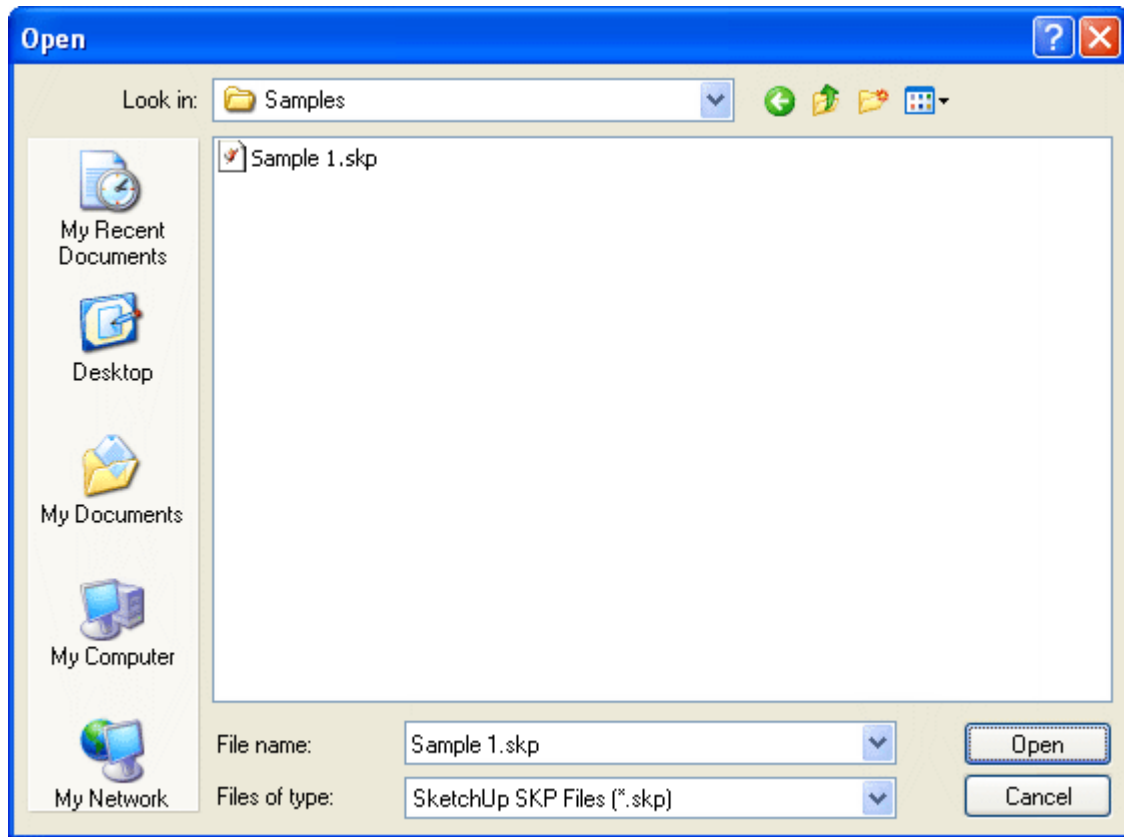 Open
Look in: Samples
Sample 1.skp
My Recent
Documents
Desktop
My Documents
My Computer
My Network
File name: Sample 1.skp
Open
Files of type: SketchUp SKP Files (*.skp)
Cancel